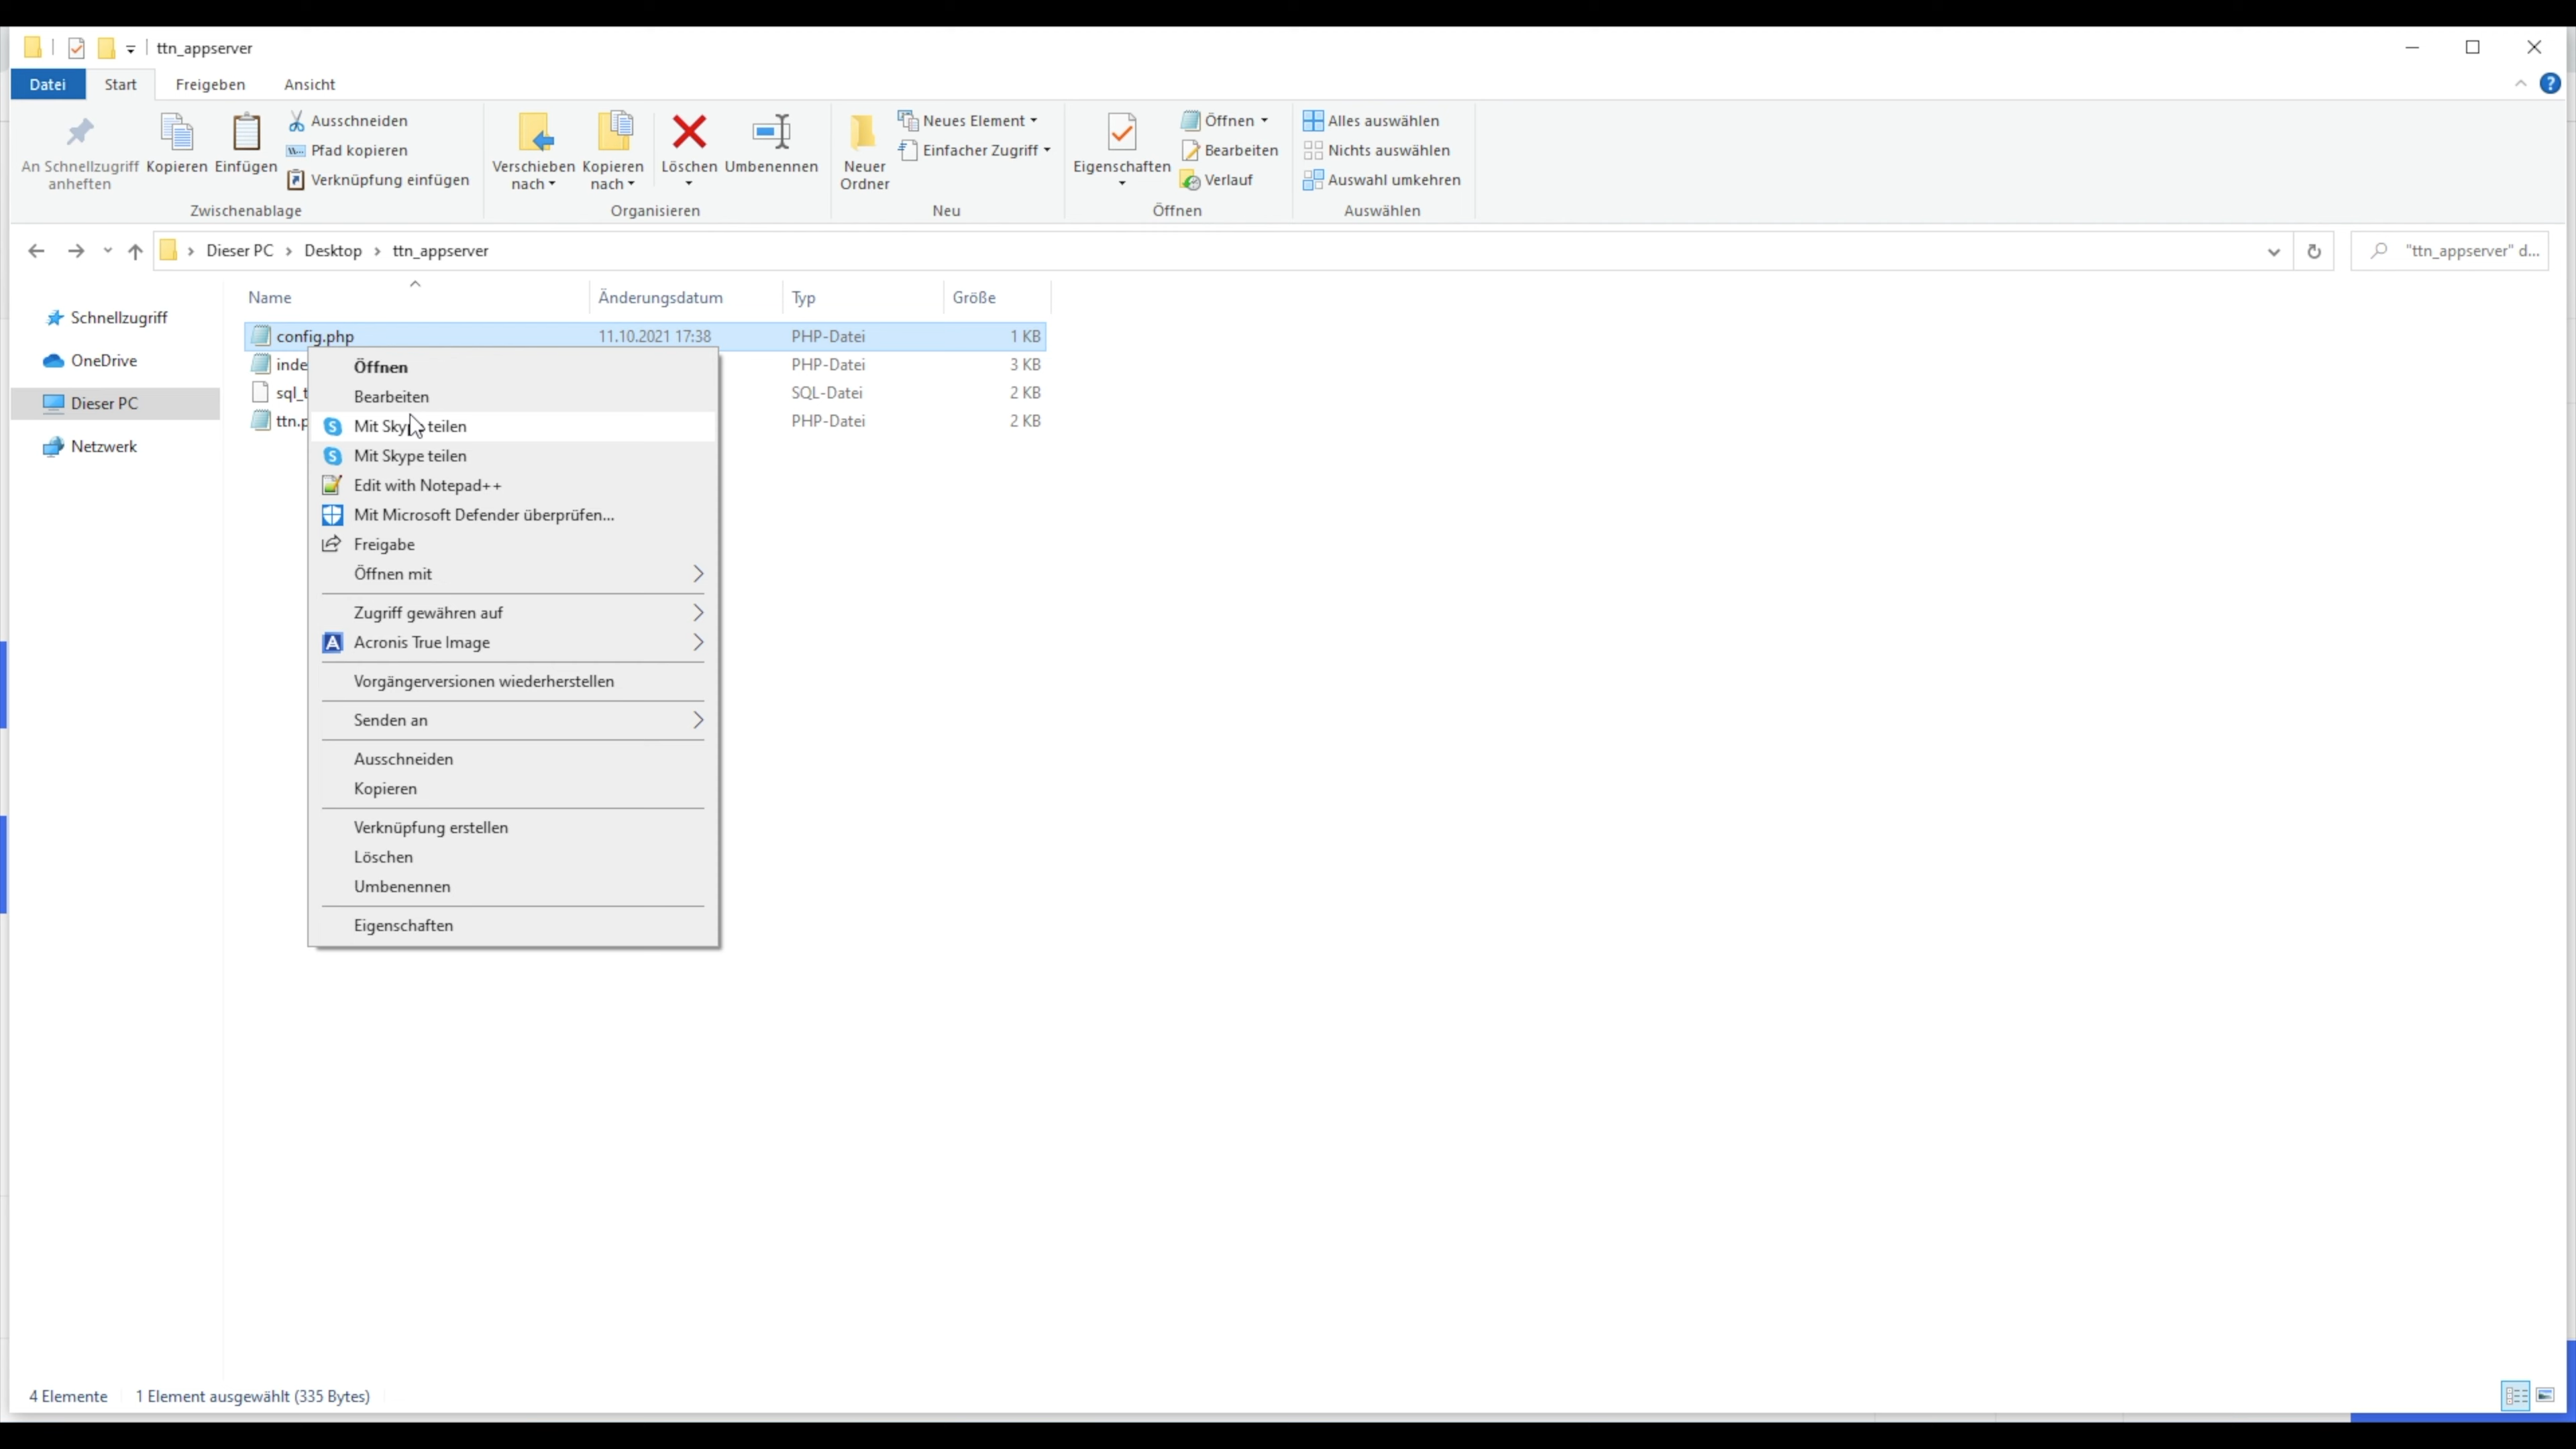 ttn_appserver
Datei Start Freigeben Ansicht
An Schnellzugriff
anheften
Kopieren
Einfügen
Ausschneiden
Pfad kopieren
Verknüpfung einfügen
Zwischenablage
Verschieben
nach
Kopieren
nach
Löschen
Umbenennen
Organisieren
Neuer
Ordner
Neues Element
Einfacher Zugriff
Neu
Eigenschaften
Öffnen
Bearbeiten
Verlauf
Öffnen
Alles auswählen
Nichts auswählen
Auswahl umkehren
Auswählen
Dieser PC Desktop ttn_appserver
"ttn_appserver" d...
Schnellzugriff
OneDrive
Dieser PC
Netzwerk
Name Änderungsdatum Typ Größe
config.php 11.10.2021 17:38 PHP-Datei 1 KB
inde PHP-Datei 3 KB
sql_t SQL-Datei 2 KB
ttn.p PHP-Datei 2 KB
Öffnen
Bearbeiten
Mit Skype teilen
Mit Skype teilen
Edit with Notepad++
Mit Microsoft Defender überprüfen...
Freigabe
Öffnen mit
Zugriff gewähren auf
Acronis True Image
Vorgängerversionen wiederherstellen
Senden an
Ausschneiden
Kopieren
Verknüpfung erstellen
Löschen
Umbenennen
Eigenschaften
4 Elemente 1 Element ausgewählt (335 Bytes)